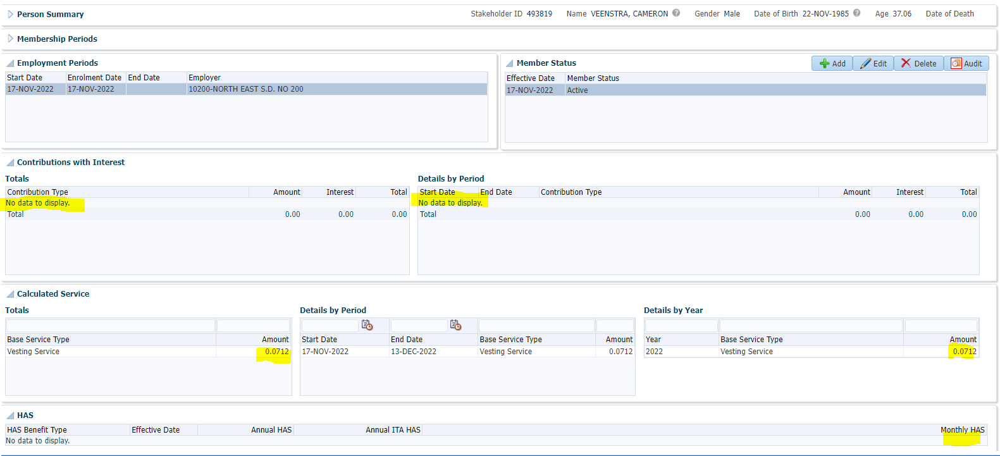 Person Summary Stakeholder ID 493819 Name VEENSTRA, CAMERON Gender Male Date of Birth 22-NOV-1985 Age 37.06 Date of Death
Membership Periods
Employment Periods
Start Date Enrolment Date End Date Employer
17-NOV-2022 17-NOV-2022 10200-NORTH EAST S.D. NO 200
Member Status Add Edit Delete Audit
Effective Date Member Status
17-NOV-2022 Active
Contributions with Interest
Totals
Contribution Type Amount Interest Total
No data to display.
Total 0.00 0.00 0.00
Details by Period
Start Date End Date Contribution Type Amount Interest Total
No data to display.
Total 0.00 0.00 0.00
Calculated Service
Totals
Base Service Type Amount
Vesting Service 0.0712
Details by Period
Start Date End Date Base Service Type Amount
17-NOV-2022 13-DEC-2022 Vesting Service 0.0712
Details by Year
Year Base Service Type Amount
2022 Vesting Service 0.0712
HAS
HAS Benefit Type Effective Date Annual HAS Annual ITA HAS Monthly HAS
No data to display.